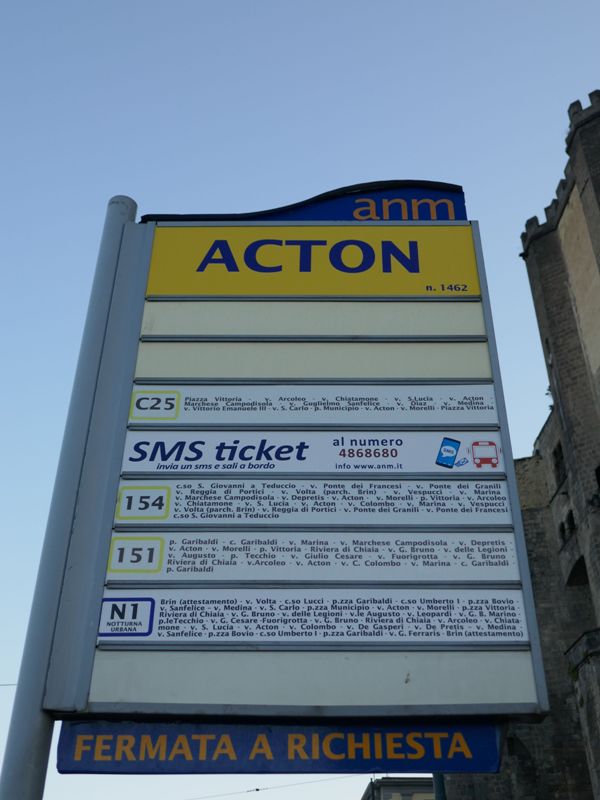 anm
ACTON
n. 1462
C25
Piazza Vittoria - v. Arcoleo - v. Chiatamone - v. S.Lucia - v. Acton
Marchese Campodisola - v. Guglielmo Sanfelice - v. Diaz - v. Medina -
v. Vittorio Emanuele III - v. S. Carlo - p. Municipio - v. Acton - v. Morelli - Piazza Vittoria
SMS ticket
invia un sms e sali a bordo
al numero
4868680
info www.anm.it
SMS
154
c.so S. Giovanni a Teduccio - v. Ponte dei Francesi - v. Ponte dei Granili
v. Reggia di Portici - v. Volta (parch. Brin) - v. Vespucci - v. Marina
v. Marchese Campodisola - v. Depretis - v. Acton - v. Morelli - p. Vittoria - v. Arcoleo
v. Chiatamone - v. S. Lucia - v. Acton - v. Colombo - v. Marina - v. Vespucci
v. Volta (parch. Brin) - v. Reggia di Portici - v. Ponte dei Granili - v. Ponte dei Francesi
c.so S. Giovanni a Teduccio
151
p. Garibaldi - c. Garibaldi - v. Marina - v. Marchese Campodisola - v. Depretis
v. Acton - v. Morelli - p. Vittoria - Riviera di Chiaia - v. G. Bruno - v. delle Legioni
v. Augusto - p. Tecchio - v. Giulio Cesare - v. Fuorigrotta - v. G. Bruno
Riviera di Chiaia - v.Arcoleo - v. Acton - v. C. Colombo - v. Marina - c. Garibaldi
p. Garibaldi
N1
NOTTURNA
URBANA
Brin (attestamento) - v. Volta - c.so Lucci - p.zza Garibaldi - c.so Umberto I - p.zza Bovio
v. Sanfelice - v. Medina - v. S. Carlo - p.zza Municipio - v. Acton - v. Morelli - p.zza Vittoria -
Riviera di Chiaia - v. G. Bruno - v. delle Legioni - v.le Augusto - v. Leopardi - v. G. B. Marino -
p.leTecchio - v. G. Cesare -Fuorigrotta - v. G. Bruno - Riviera di Chiaia - v. Arcoleo - v. Chiata-
mone - v. S. Lucia - v. Acton - v. Colombo - v. De Gasperi - v. De Pretis - v. Medina -
v. Sanfelice - p.zza Bovio - c.so Umberto I - p.zza Garibaldi - v. G. Ferraris - Brin (attestamento)
FERMATA A RICHIESTA